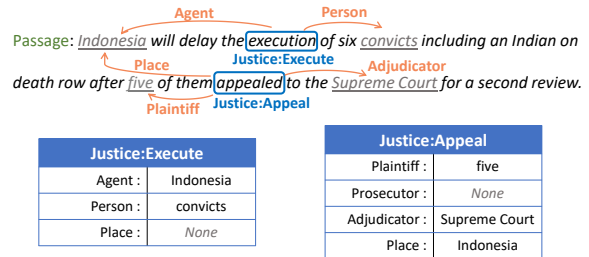 Agent Person
Passage: Indonesia will delay the execution of six convicts including an Indian on
Justice:Execute
Place Adjudicator
death row after five of them appealed to the Supreme Court for a second review.
Plaintiff Justice:Appeal
Justice:Execute
Agent : Indonesia
Person : convicts
Place : None
Justice:Appeal
Plaintiff : five
Prosecutor : None
Adjudicator : Supreme Court
Place : Indonesia